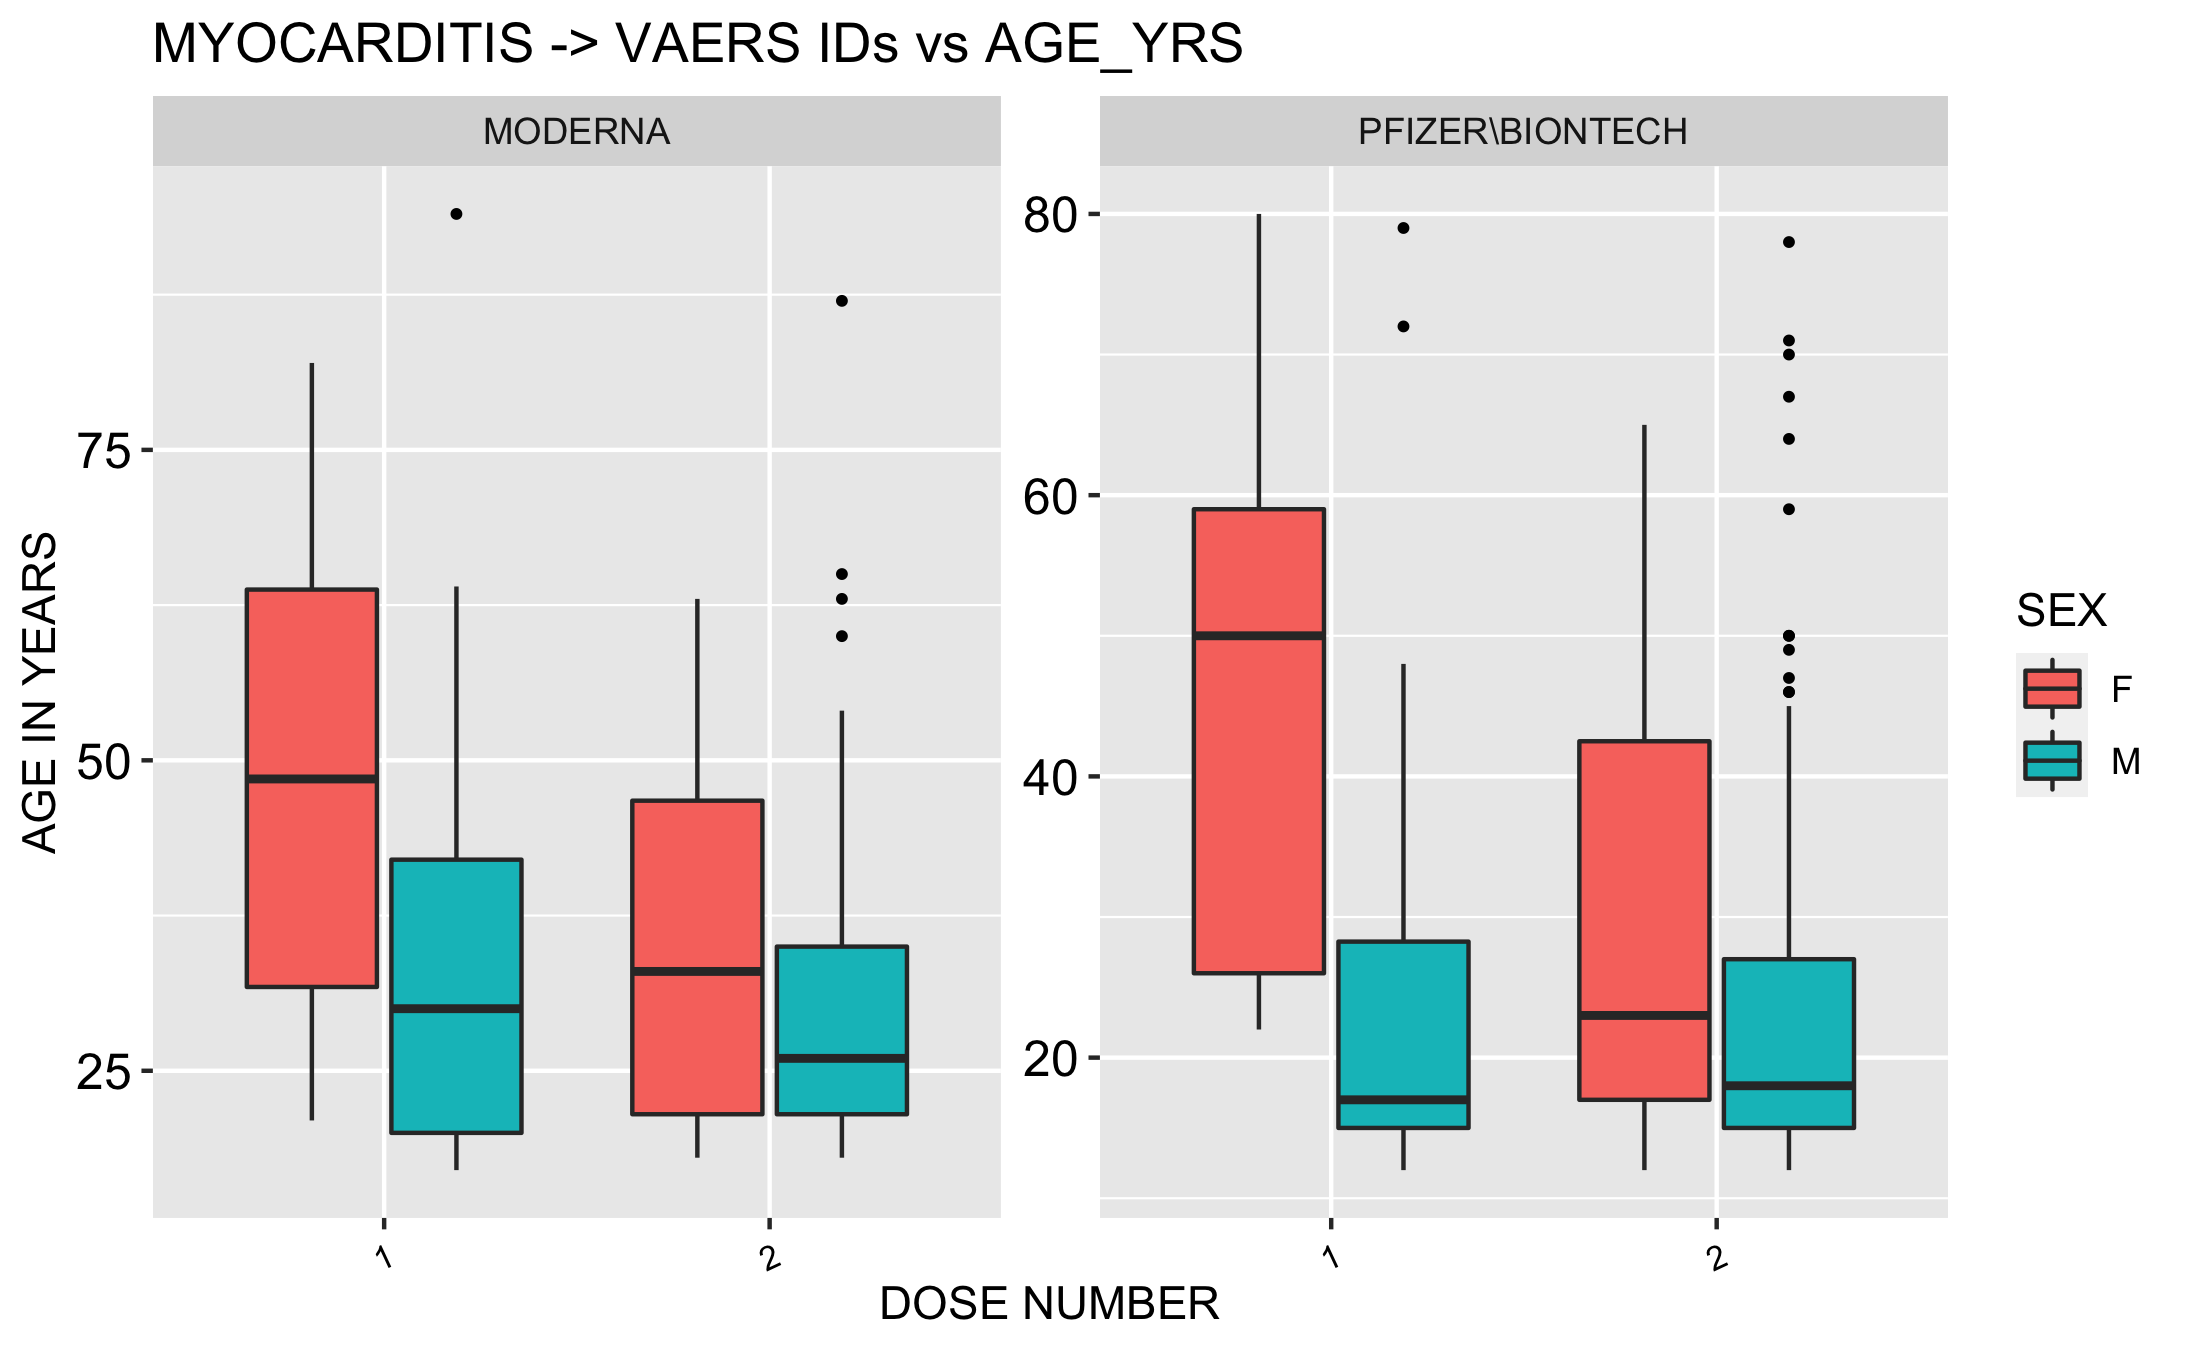 MYOCARDITIS -> VAERS IDs vs AGE_YRS
MODERNA
PFIZER\BIONTECH
AGE IN YEARS
75
50
25
80
60
40
20
1
2
1
2
DOSE NUMBER
SEX
F
M